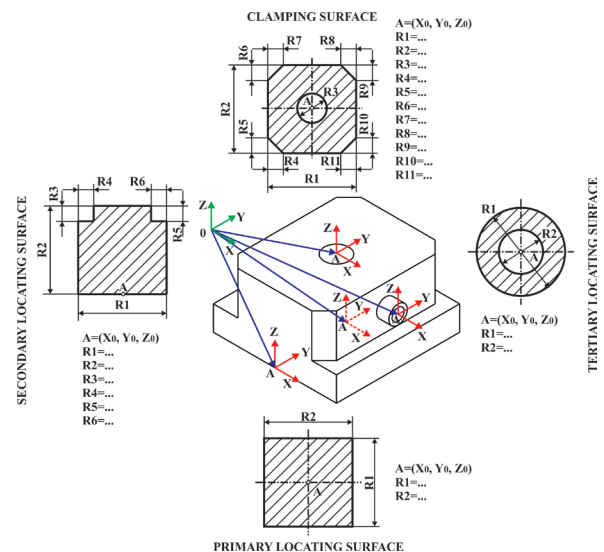 CLAMPING SURFACE
R6
R7
R8
A=(X0, Y0, Z0)
R1=...
R2=...
R3=...
R4=...
R5=...
R6=...
R7=...
R8=...
R9=...
R10=...
R11=...
R2
A
R3
R9
R5
R10
R4
R11
R1
SECONDARY LOCATING SURFACE
R3
R4
R6
R2
R5
A
R1
A=(X0, Y0, Z0)
R1=...
R2=...
R3=...
R4=...
R5=...
R6=...
Z
Y
0
X
Z
Y
A
X
Z
Y
A
X
Z
Y
A
X
Z
Y
A
X
TERTIARY LOCATING SURFACE
R1
R2
A
A=(X0, Y0, Z0)
R1=...
R2=...
R2
A
R1
A=(X0, Y0, Z0)
R1=...
R2=...
PRIMARY LOCATING SURFACE